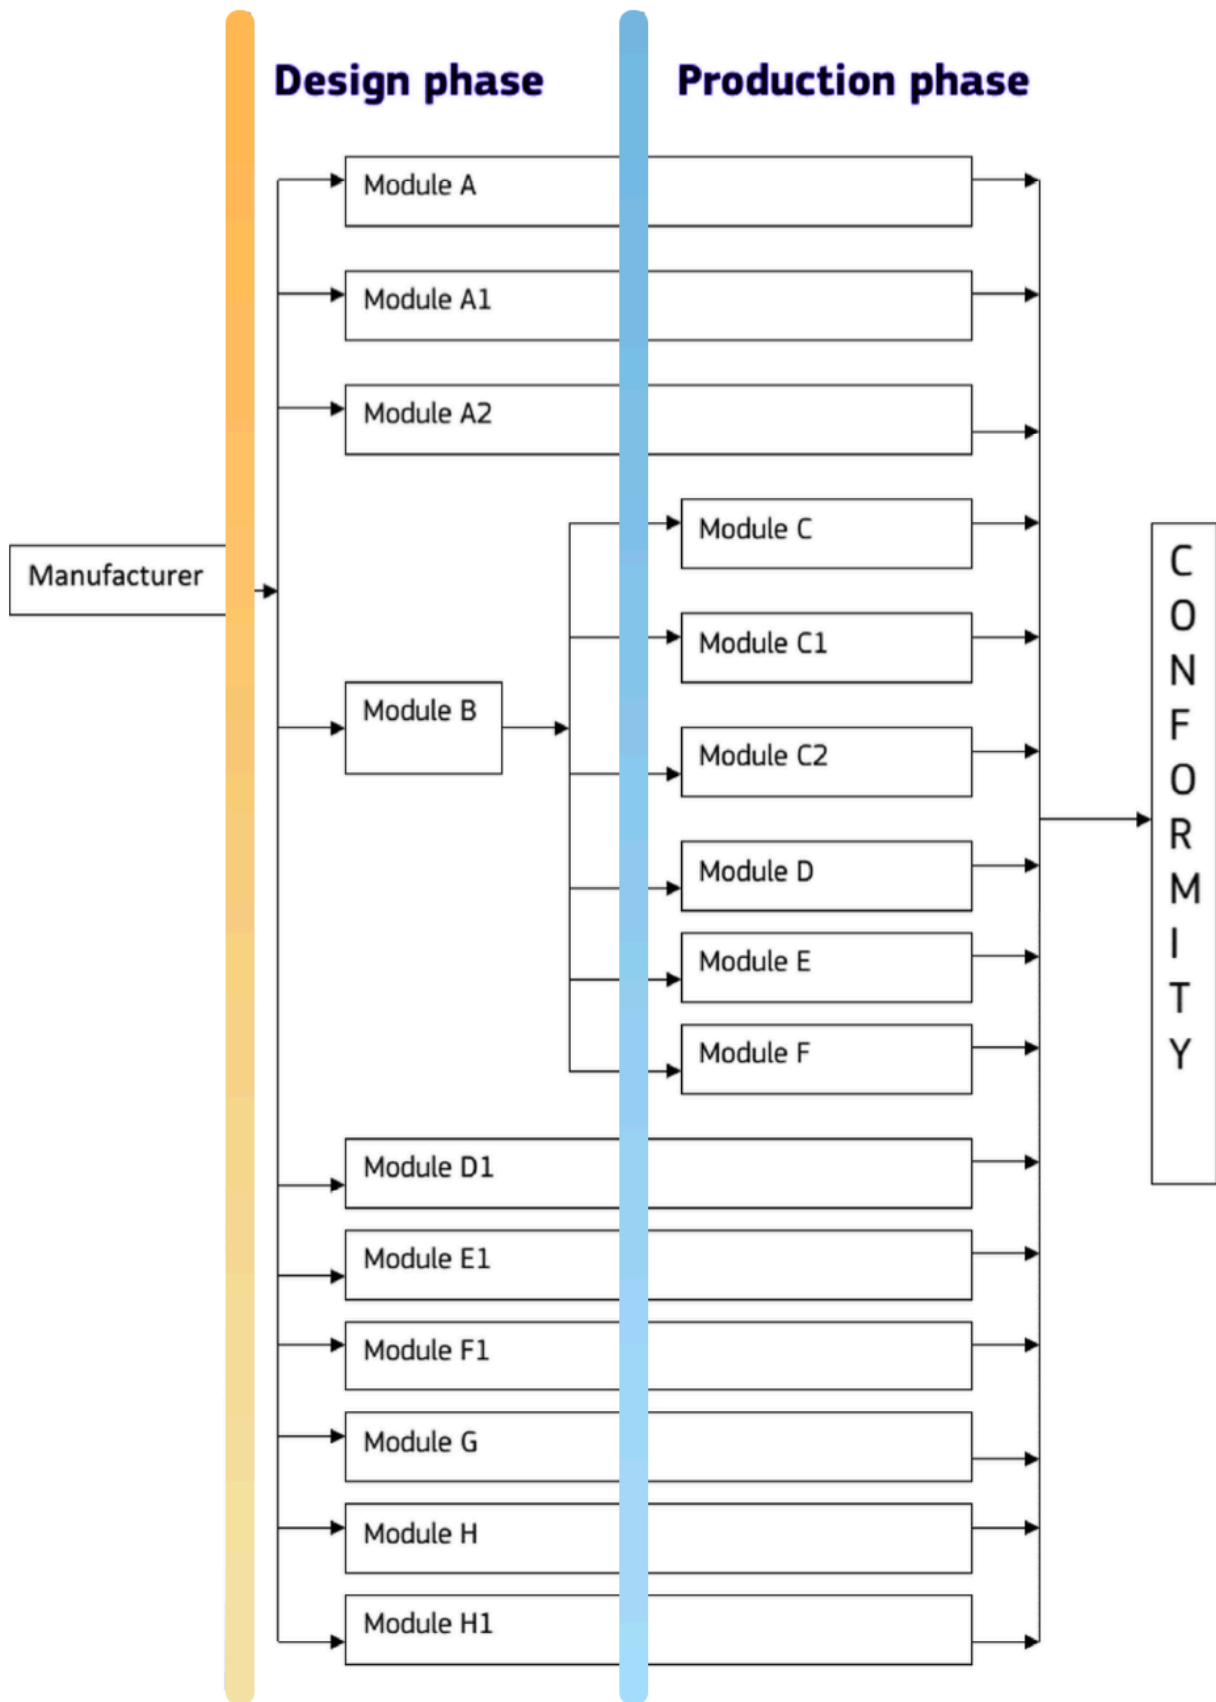 Design phase
Production phase
Module A
Module A1
Module A2
Module C
Manufacturer
Module C1
Module B
Module C2
Module D
Module E
Module F
CONFORMITY
Module D1
Module E1
Module F1
Module G
Module H
Module H1